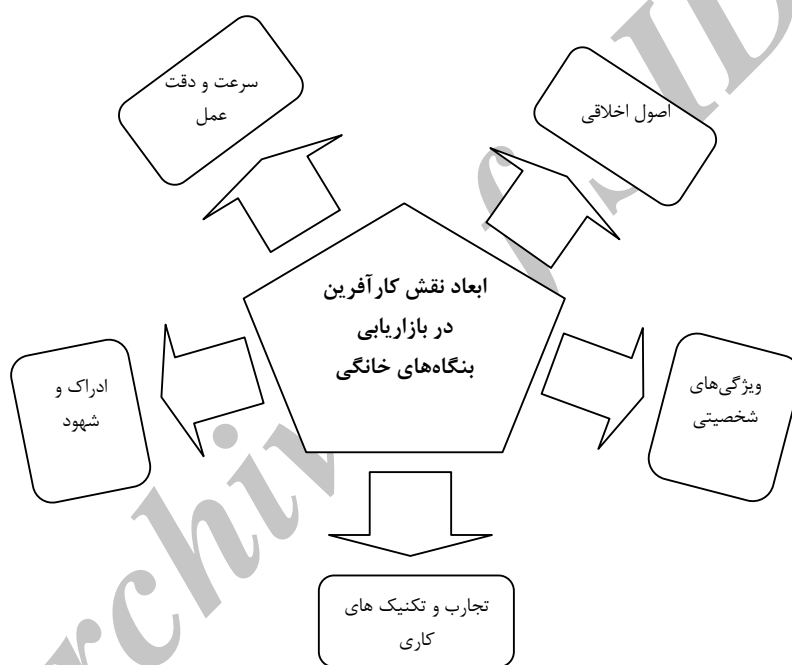 سرعت و دقت
عمل
اصول اخلاقی
ابعاد نقش کارآفرین
در بازاریابی
بنگاه‌های خانگی
ویژگی‌های
شخصیتی
ادراک و
شهود
تجارب و تکنیک های
کاری